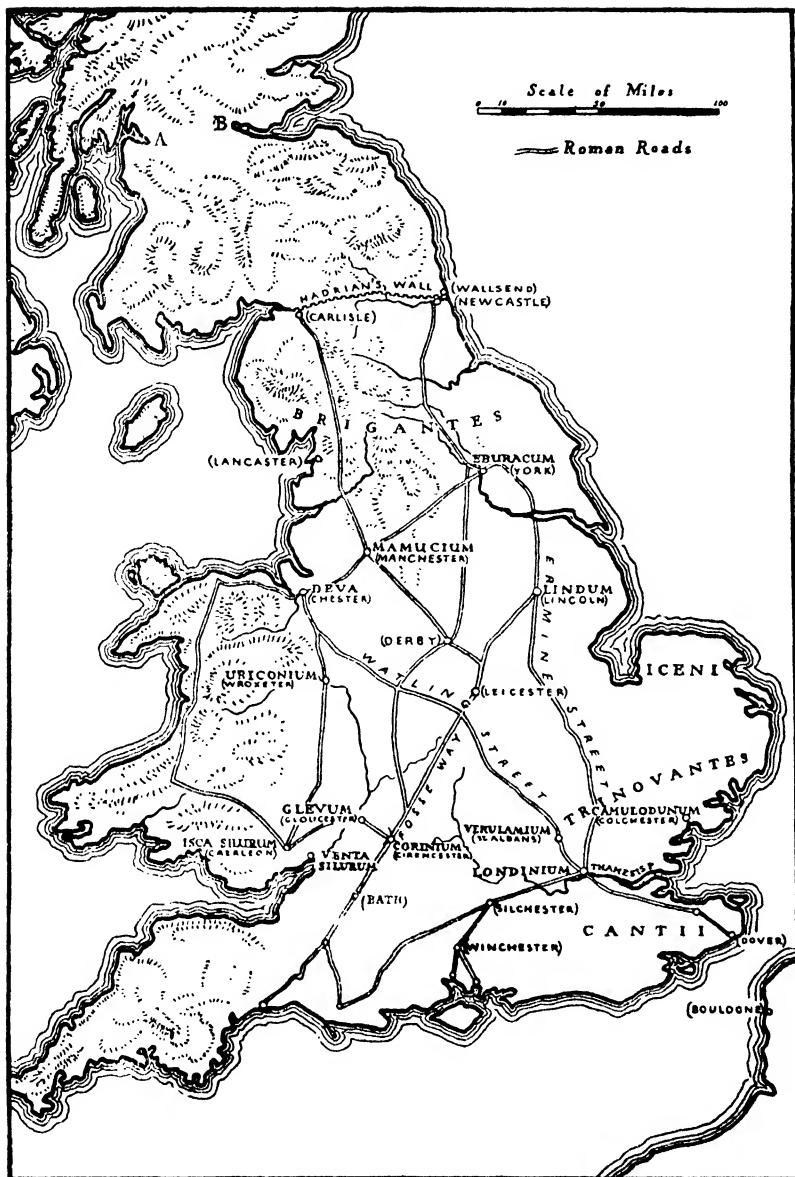 Scale of Miles
0 10 50 100
Roman Roads
A
B
HADRIAN'S WALL
(WALLSEND)
(NEWCASTLE)
(CARLISLE)
BRIGANTES
(LANCASTER)
EBURACUM
(YORK)
MAMUCIUM
(MANCHESTER)
DEVA
(CHESTER)
LINDUM
(LINCOLN)
ERMINE STREET
(DERBY)
WATLING STREET
URICONIUM
(WROXETER)
(LEICESTER)
ICENI
FOSSE WAY
TRINOVANTES
GLEVUM
(GLOUCESTER)
CAMULODUNUM
(COLCHESTER)
ISCA SILURUM
(CAERLEON)
VENTA
SILURUM
CORINIUM
(CIRENCESTER)
VERULAMIUM
(ST ALBANS)
LONDINIUM
THAMESIS F
(BATH)
(SILCHESTER)
CANTII
(WINCHESTER)
(DOVER)
(BOULOGNE)